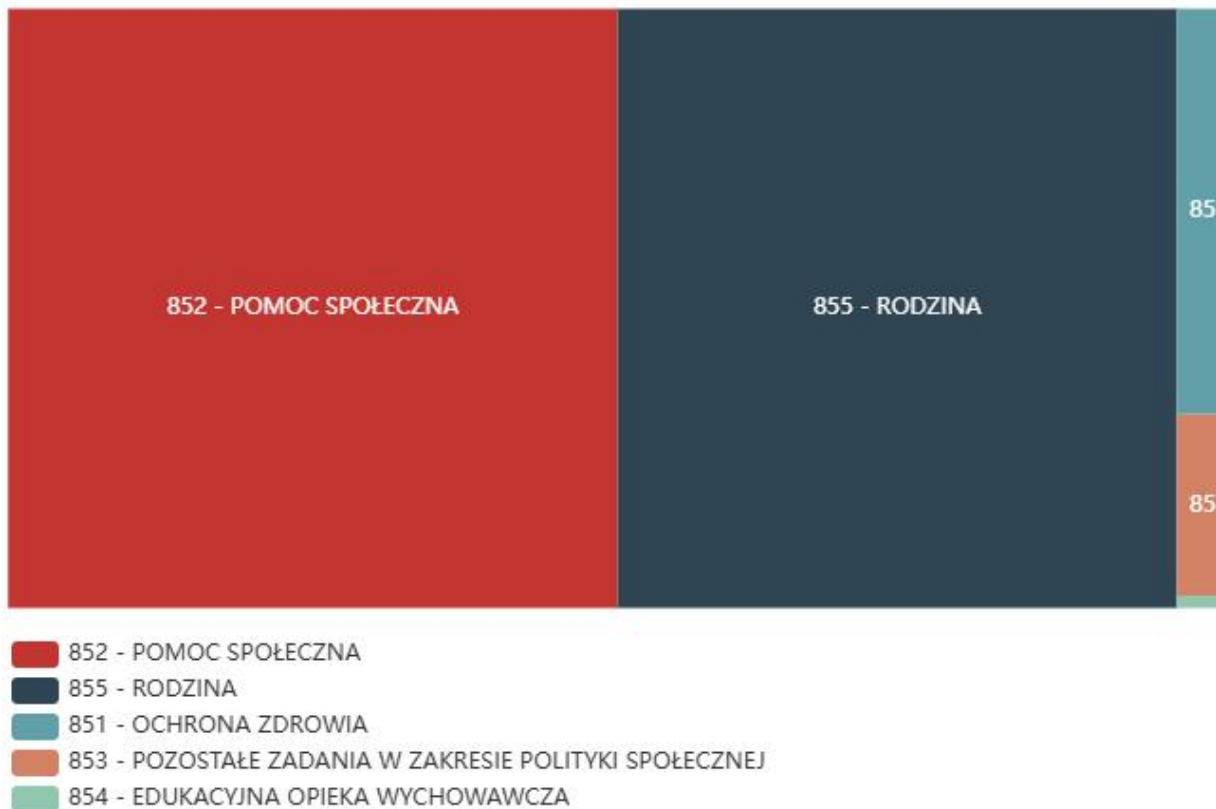 85
852 - POMOC SPOŁECZNA
855 - RODZINA
85
852 - POMOC SPOŁECZNA
855 - RODZINA
851 - OCHRONA ZDROWIA
853 - POZOSTAŁE ZADANIA W ZAKRESIE POLITYKI SPOŁECZNEJ
854 - EDUKACYJNA OPIEKA WYCHOWAWCZA